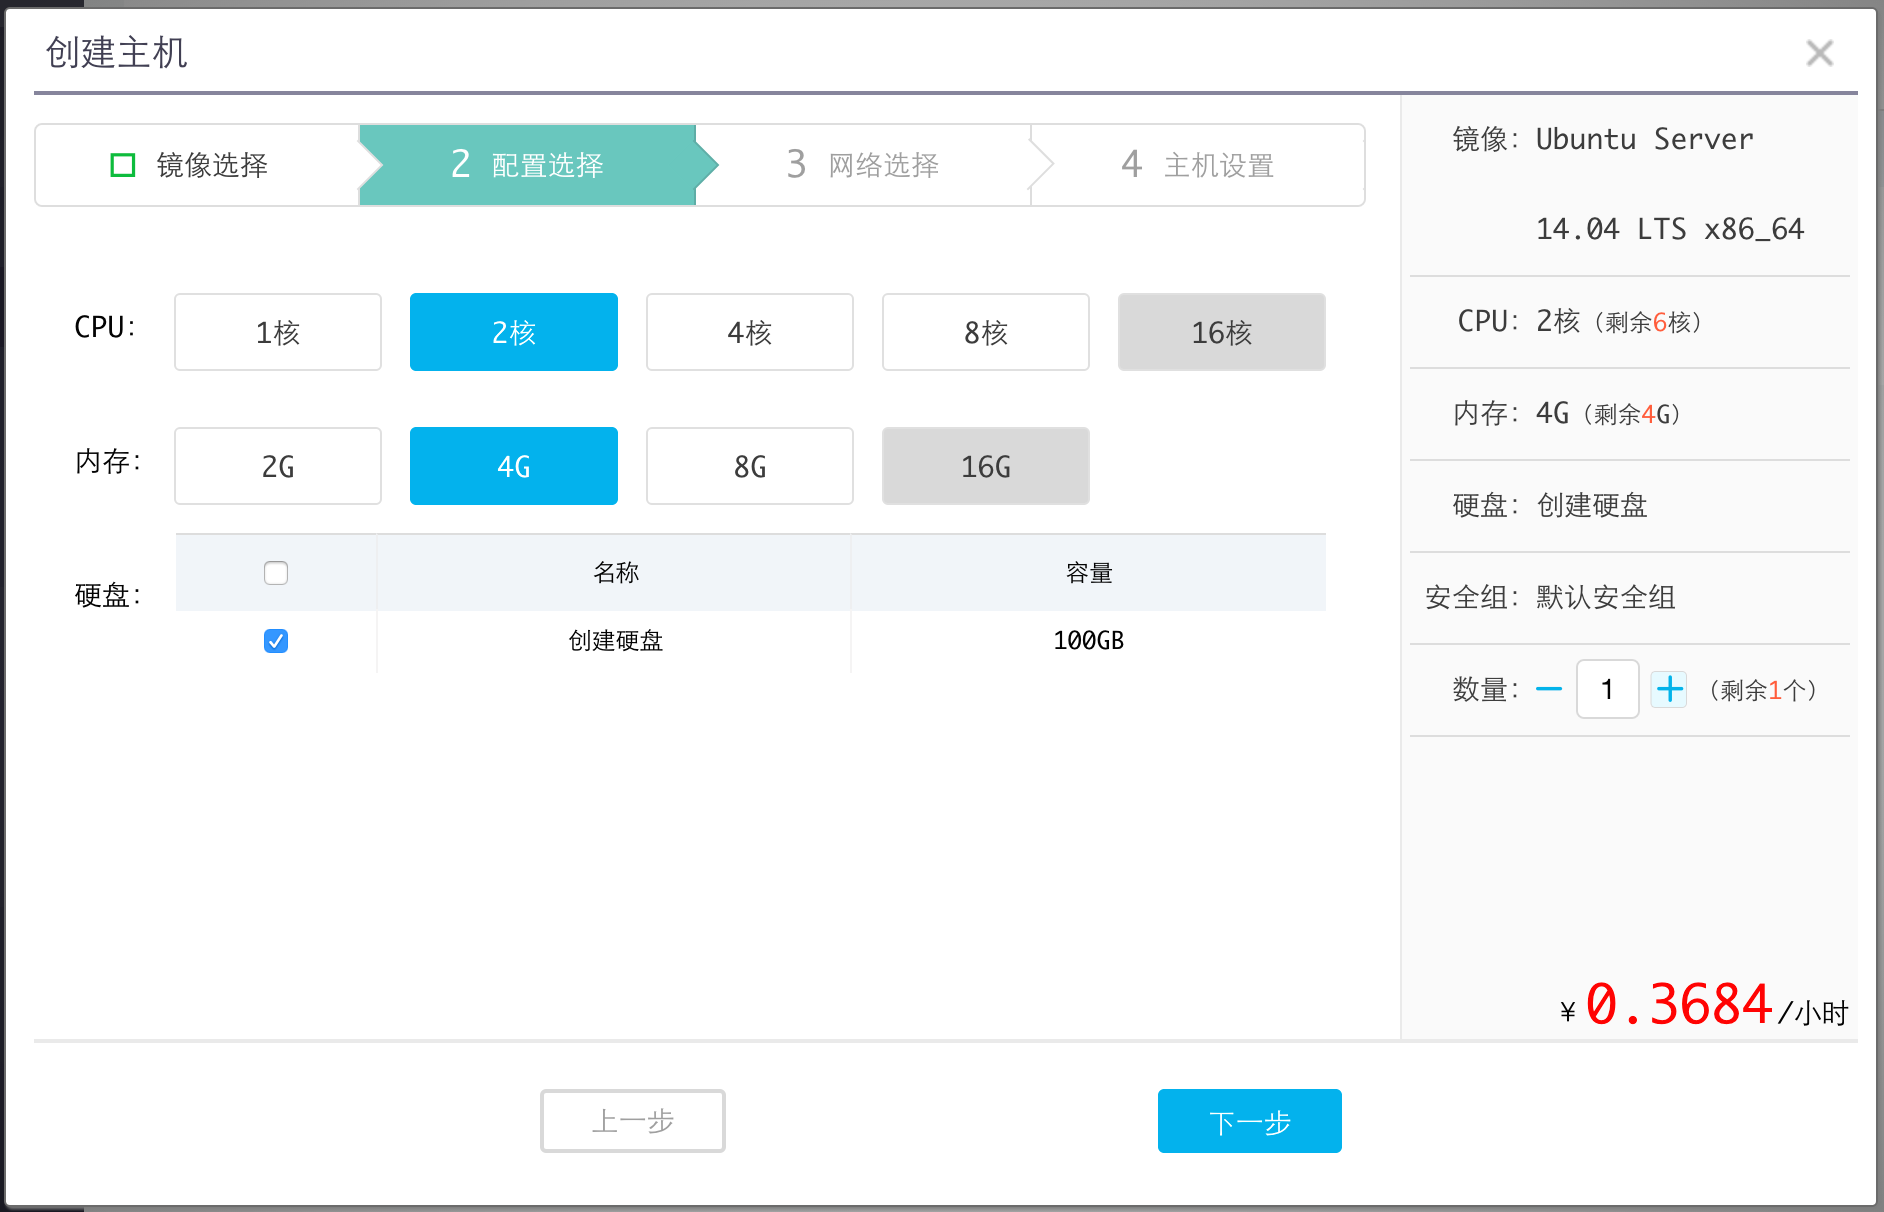 创建主机
镜像选择
2 配置选择
3 网络选择
4 主机设置
CPU:
1核
2核
4核
8核
16核
内存:
2G
4G
8G
16G
硬盘:
名称
容量
创建硬盘
100GB
镜像: Ubuntu Server
14.04 LTS x86_64
CPU: 2核 (剩余6核)
内存: 4G (剩余4G)
硬盘: 创建硬盘
安全组: 默认安全组
数量: 1 (剩余1个)
¥0.3684/小时
上一步
下一步